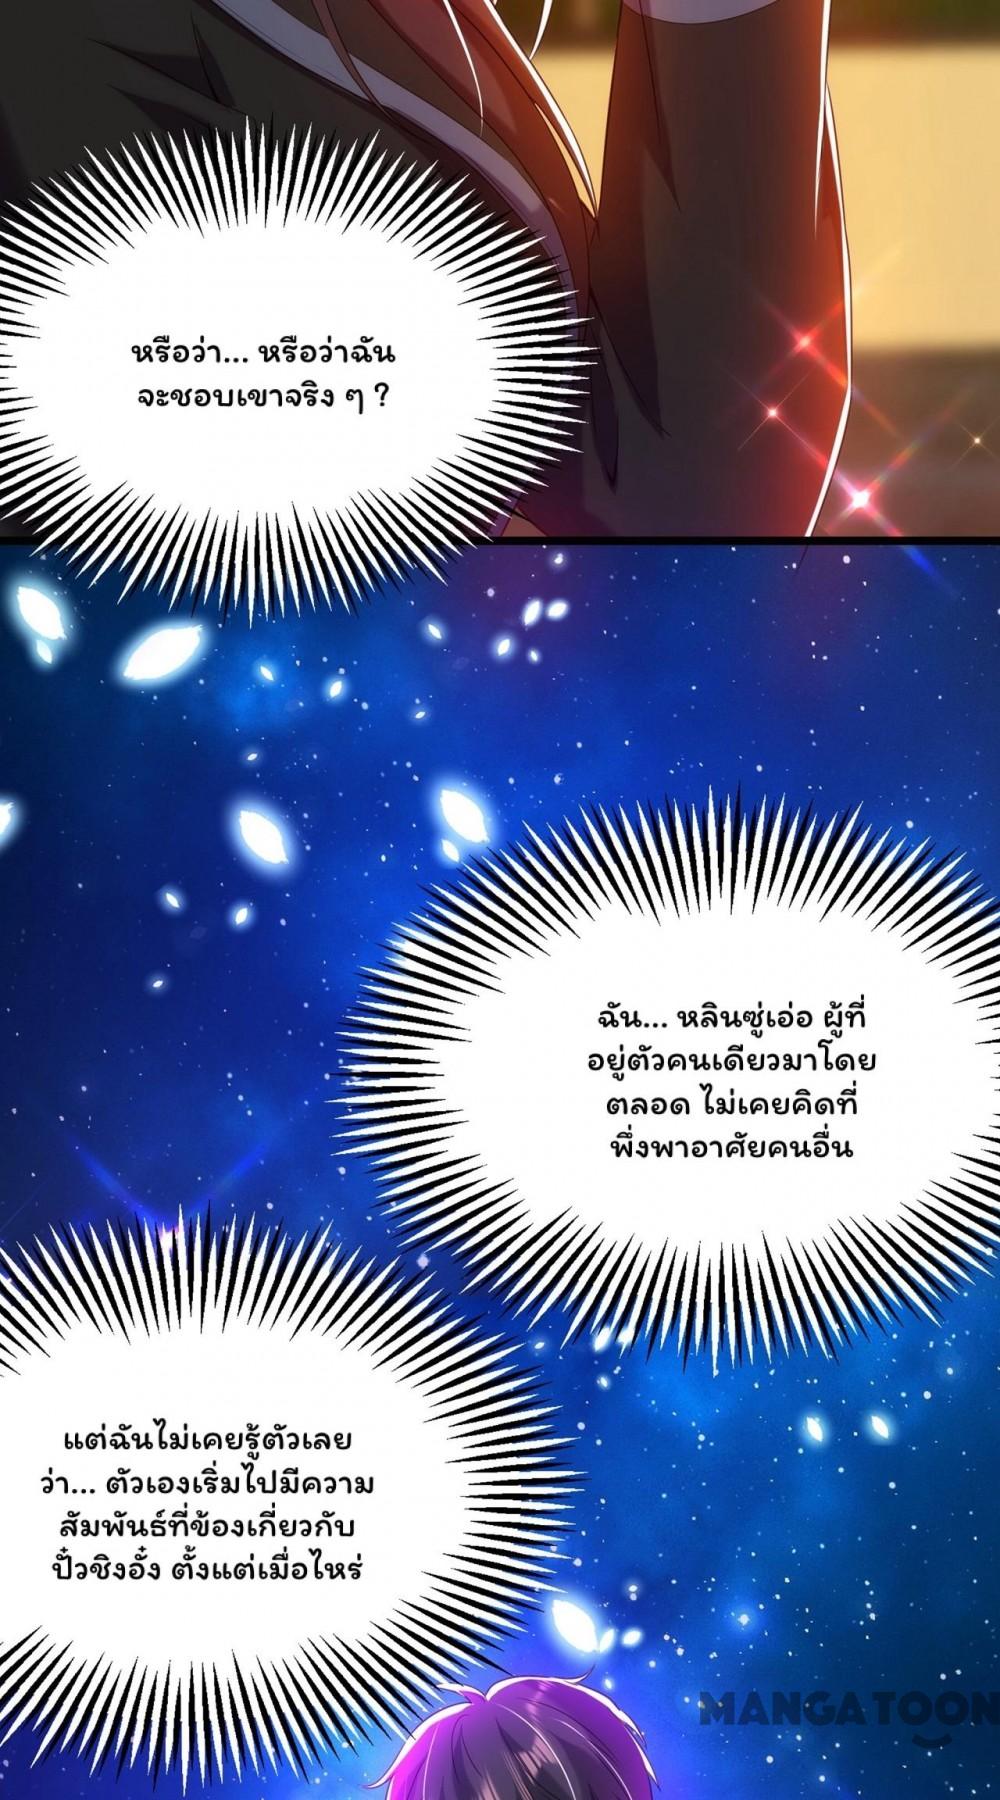 หรือว่า... หรือว่าฉัน
จะชอบเขาจริง ๆ ?
ฉัน... หลินซู่เอ๋อ ผู้ที่
อยู่ตัวคนเดียวมาโดย
ตลอด ไม่เคยคิดที่
พึ่งพาอาศัยคนอื่น
แต่ฉันไม่เคยรู้ตัวเลย
ว่า... ตัวเองเริ่มไปมีความ
สัมพันธ์ที่ข้องเกี่ยวกับ
ปั๋วชิงอั๋ง ตั้งแต่เมื่อไหร่
MANGATOON